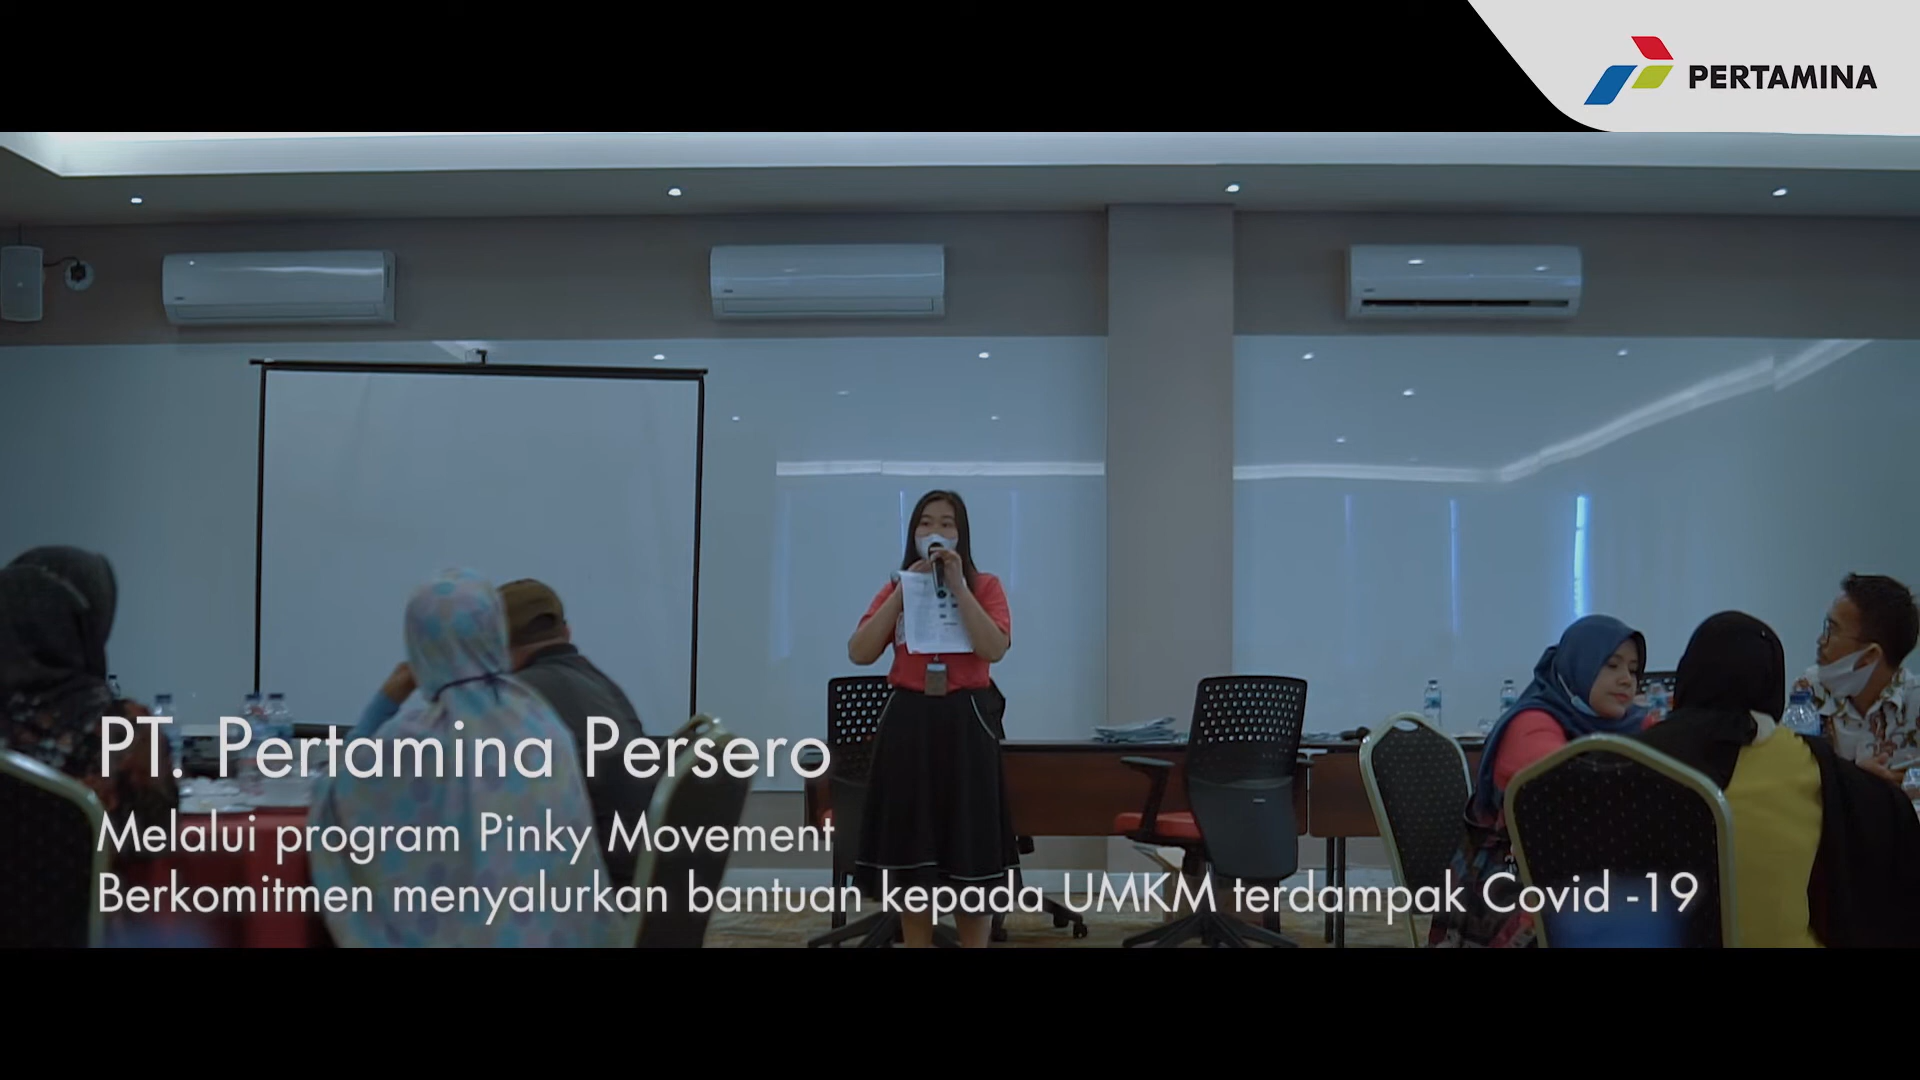 PERTAMINA
PT. Pertamina Persero
Melalui program Pinky Movement
Berkomitmen menyalurkan bantuan kepada UMKM terdampak Covid -19